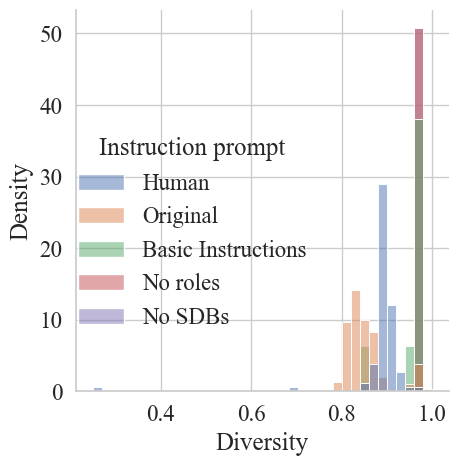 50
40
30
20
10
0
Density
Instruction prompt
Human
Original
Basic Instructions
No roles
No SDBs
0.4 0.6 0.8 1.0
Diversity